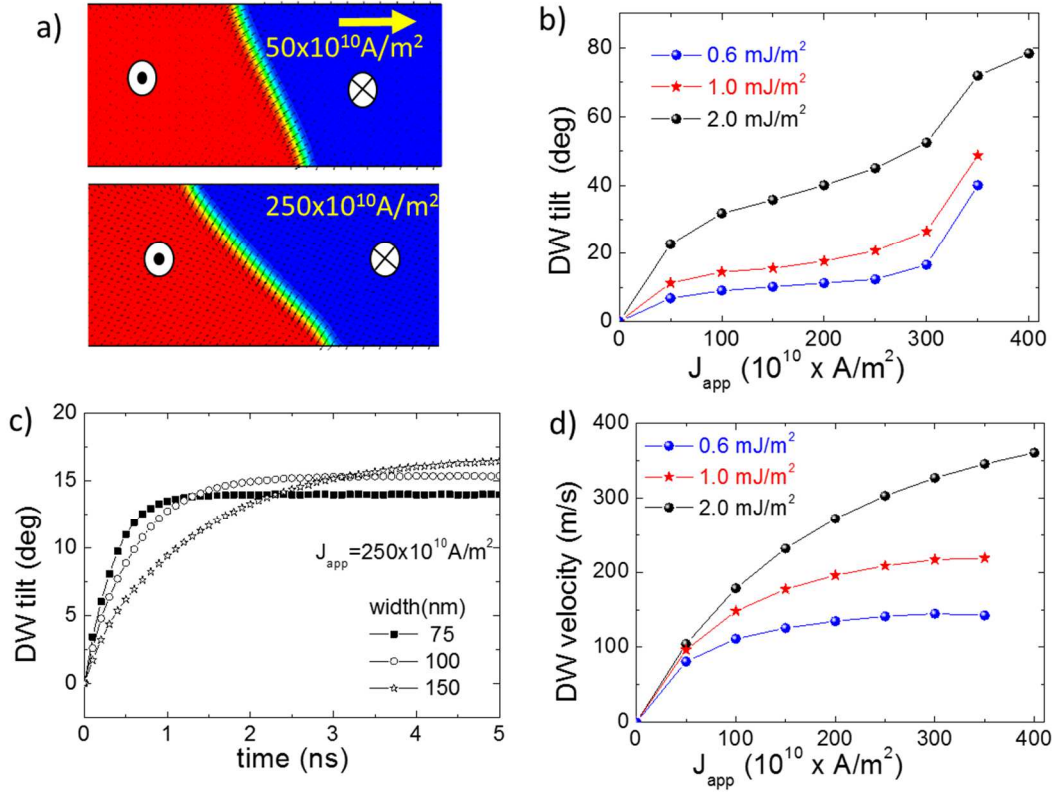 a)
50x10¹⁰A/m²
250x10¹⁰A/m²
b)
DW tilt (deg)
80
60
40
20
0
0.6 mJ/m²
1.0 mJ/m²
2.0 mJ/m²
0 100 200 300 400
J_app (10¹⁰ x A/m²)
c)
DW tilt (deg)
20
15
10
5
0
J_app=250x10¹⁰A/m²
width(nm)
75
100
150
0 1 2 3 4 5
time (ns)
d)
DW velocity (m/s)
400
300
200
100
0
0.6 mJ/m²
1.0 mJ/m²
2.0 mJ/m²
0 100 200 300 400
J_app (10¹⁰ x A/m²)